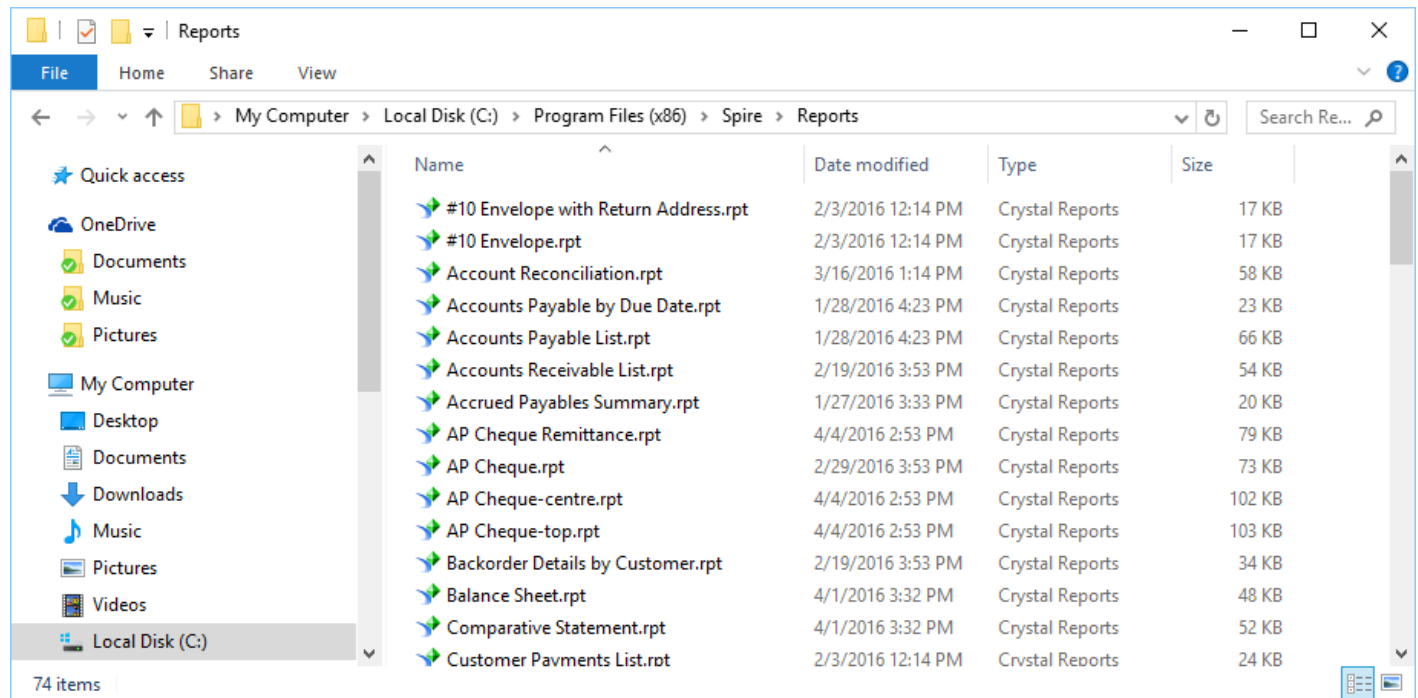 Reports
File Home Share View
My Computer > Local Disk (C:) > Program Files (x86) > Spire > Reports Search Re...
Name Date modified Type Size
Quick access
OneDrive
Documents
Music
Pictures
My Computer
Desktop
Documents
Downloads
Music
Pictures
Videos
Local Disk (C:)
#10 Envelope with Return Address.rpt 2/3/2016 12:14 PM Crystal Reports 17 KB
#10 Envelope.rpt 2/3/2016 12:14 PM Crystal Reports 17 KB
Account Reconciliation.rpt 3/16/2016 1:14 PM Crystal Reports 58 KB
Accounts Payable by Due Date.rpt 1/28/2016 4:23 PM Crystal Reports 23 KB
Accounts Payable List.rpt 1/28/2016 4:23 PM Crystal Reports 66 KB
Accounts Receivable List.rpt 2/19/2016 3:53 PM Crystal Reports 54 KB
Accrued Payables Summary.rpt 1/27/2016 3:33 PM Crystal Reports 20 KB
AP Cheque Remittance.rpt 4/4/2016 2:53 PM Crystal Reports 79 KB
AP Cheque.rpt 2/29/2016 3:53 PM Crystal Reports 73 KB
AP Cheque-centre.rpt 4/4/2016 2:53 PM Crystal Reports 102 KB
AP Cheque-top.rpt 4/4/2016 2:53 PM Crystal Reports 103 KB
Backorder Details by Customer.rpt 2/19/2016 3:53 PM Crystal Reports 34 KB
Balance Sheet.rpt 4/1/2016 3:32 PM Crystal Reports 48 KB
Comparative Statement.rpt 4/1/2016 3:32 PM Crystal Reports 52 KB
Customer Payments List.rpt 2/3/2016 12:14 PM Crystal Reports 24 KB
74 items